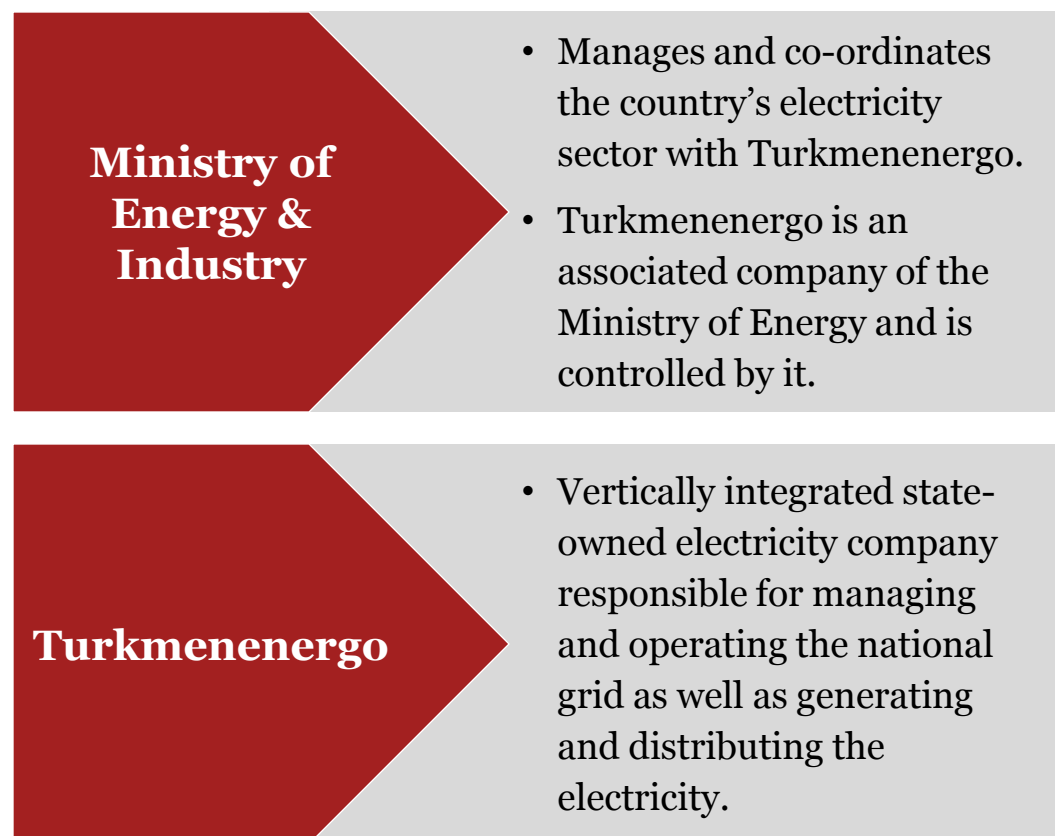 Ministry of
Energy &
Industry
• Manages and co-ordinates
the country’s electricity
sector with Turkmenenergo.
• Turkmenenergo is an
associated company of the
Ministry of Energy and is
controlled by it.
Turkmenenergo
• Vertically integrated state-
owned electricity company
responsible for managing
and operating the national
grid as well as generating
and distributing the
electricity.